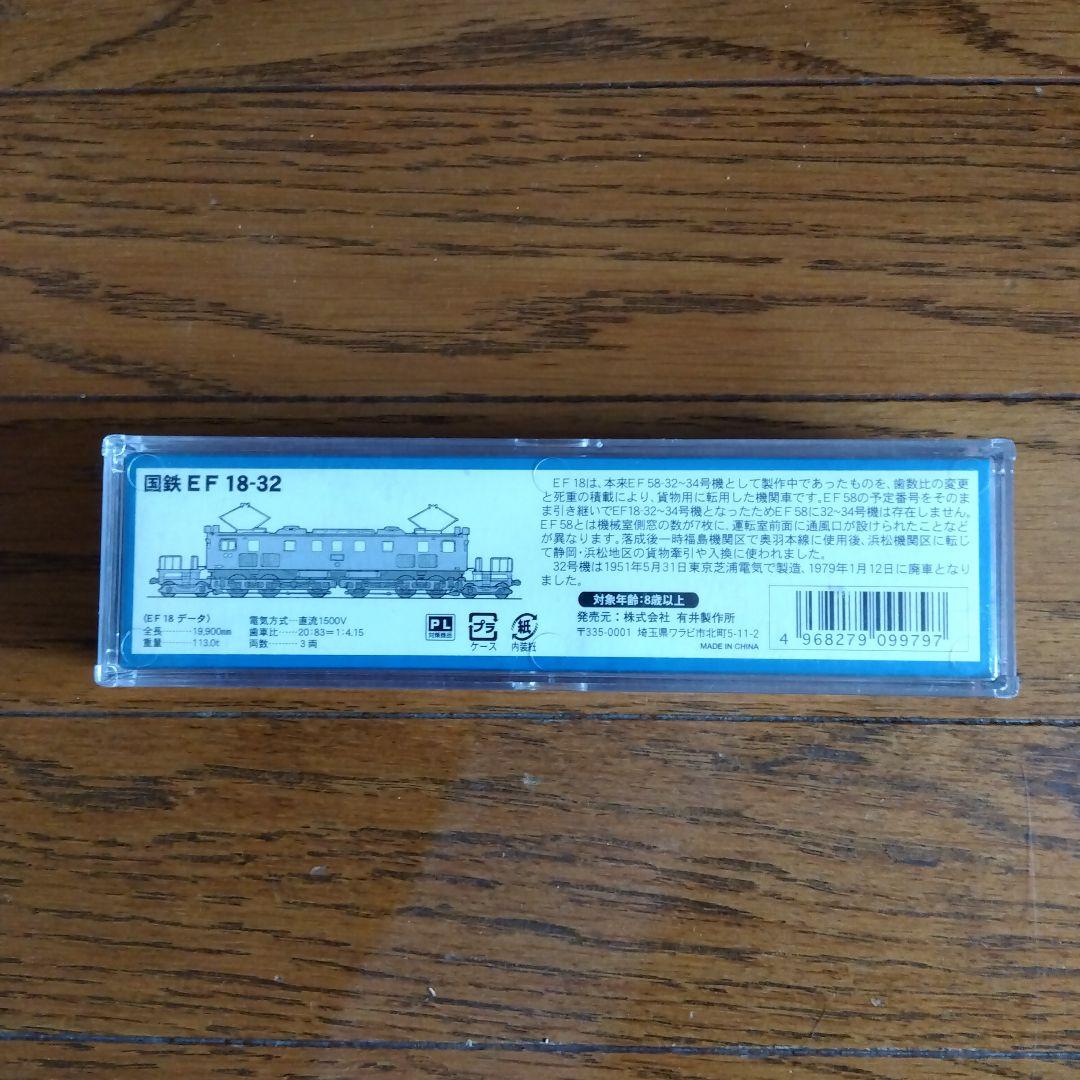 国鉄 EF 18-32
〈EF 18 データ〉
全長 ········ 19,900mm
重量 ··········· 113.0t
電気方式···直流1500V
歯車比·····20:83＝1:4.15
両数 ········ 3 両
PL
対策商品
プラ
ケース
紙
内装紙
EF 18は、本来EF 58-32~34号機として製作中であったものを、歯数比の変更
と死重の積載により、貨物用に転用した機関車です。EF 58の予定番号をそのまま
引き継いでEF18-32~34号機となったためEF 58に32~34号機は存在しません。
EF 58とは機械室側窓の数が7枚に、運転室前面に通風口が設けられたことなど
が異なります。落成後一時福島機関区で奥羽本線に使用後、浜松機関区に転じ
て静岡・浜松地区の貨物牽引や入換に使われました。
32号機は1951年5月31日東京芝浦電気で製造、1979年1月12日に廃車となり
ました。
対象年齢:8歳以上
発売元：株式会社 有井製作所
〒335-0001 埼玉県ワラビ市北町5-11-2
MADE IN CHINA
4 968279 099797